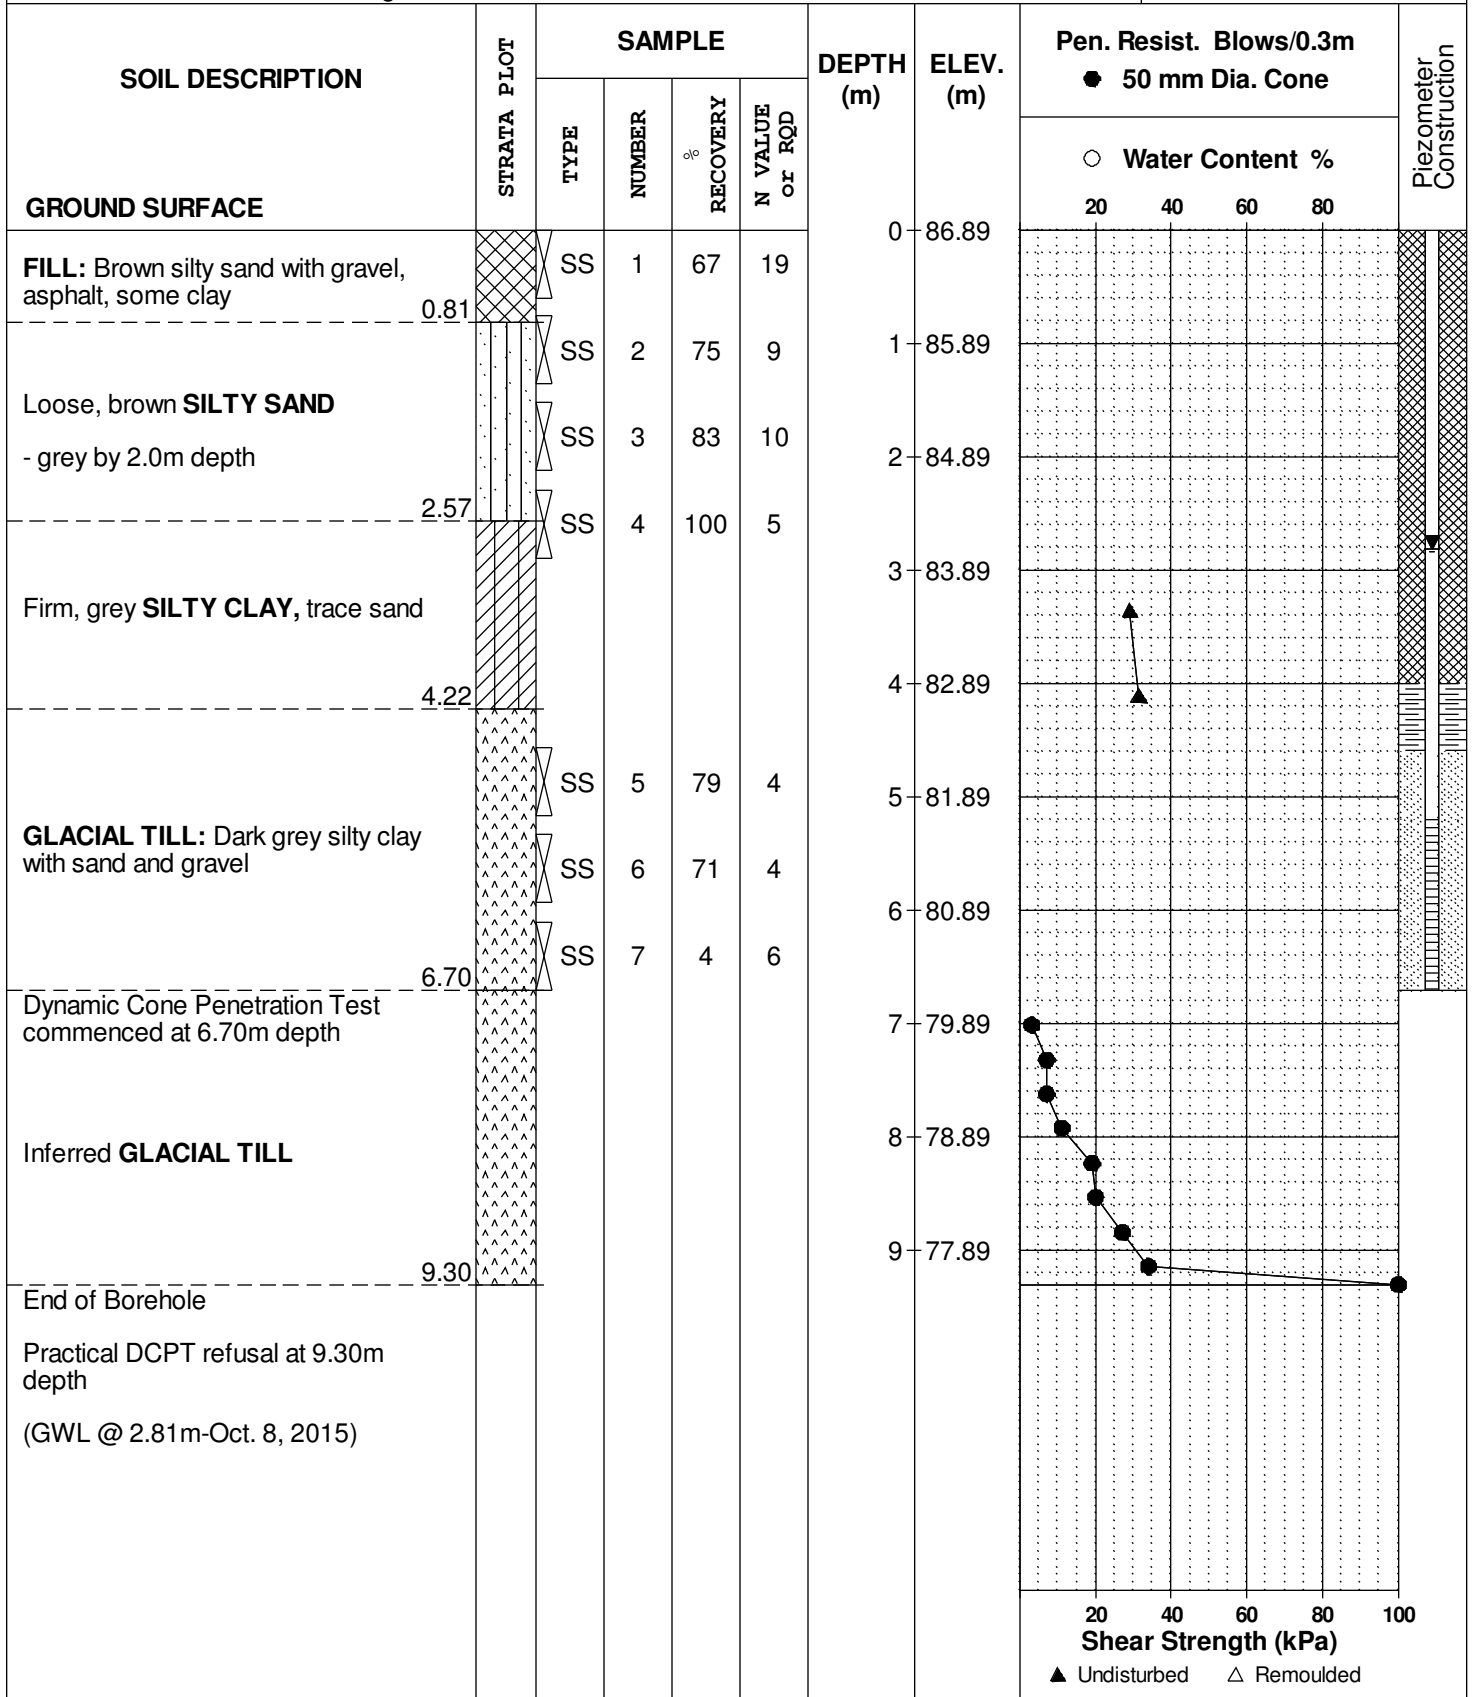 SOIL DESCRIPTION
GROUND SURFACE
STRATA PLOT
SAMPLE
TYPE
NUMBER
%
RECOVERY
N VALUE
or RQD
DEPTH
(m)
ELEV.
(m)
Pen. Resist. Blows/0.3m
● 50 mm Dia. Cone
○ Water Content %
20 40 60 80
Piezometer
Construction
0 86.89
FILL: Brown silty sand with gravel,
asphalt, some clay
0.81
SS 1 67 19
SS 2 75 9
1 85.89
Loose, brown SILTY SAND
- grey by 2.0m depth
2.57
SS 3 83 10
2 84.89
SS 4 100 5
3 83.89
Firm, grey SILTY CLAY, trace sand
4.22
4 82.89
SS 5 79 4
5 81.89
GLACIAL TILL: Dark grey silty clay
with sand and gravel
SS 6 71 4
6 80.89
SS 7 4 6
6.70
Dynamic Cone Penetration Test
commenced at 6.70m depth
7 79.89
Inferred GLACIAL TILL
8 78.89
9 77.89
9.30
End of Borehole
Practical DCPT refusal at 9.30m
depth
(GWL @ 2.81m-Oct. 8, 2015)
20 40 60 80 100
Shear Strength (kPa)
▲ Undisturbed △ Remoulded